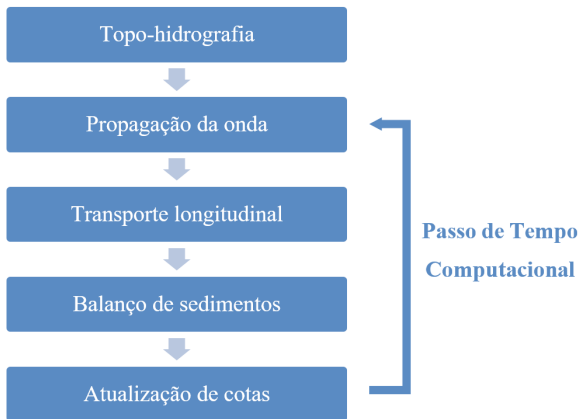 Topo-hidrografia
Propagação da onda
Transporte longitudinal
Balanço de sedimentos
Atualização de cotas
Passo de Tempo
Computacional